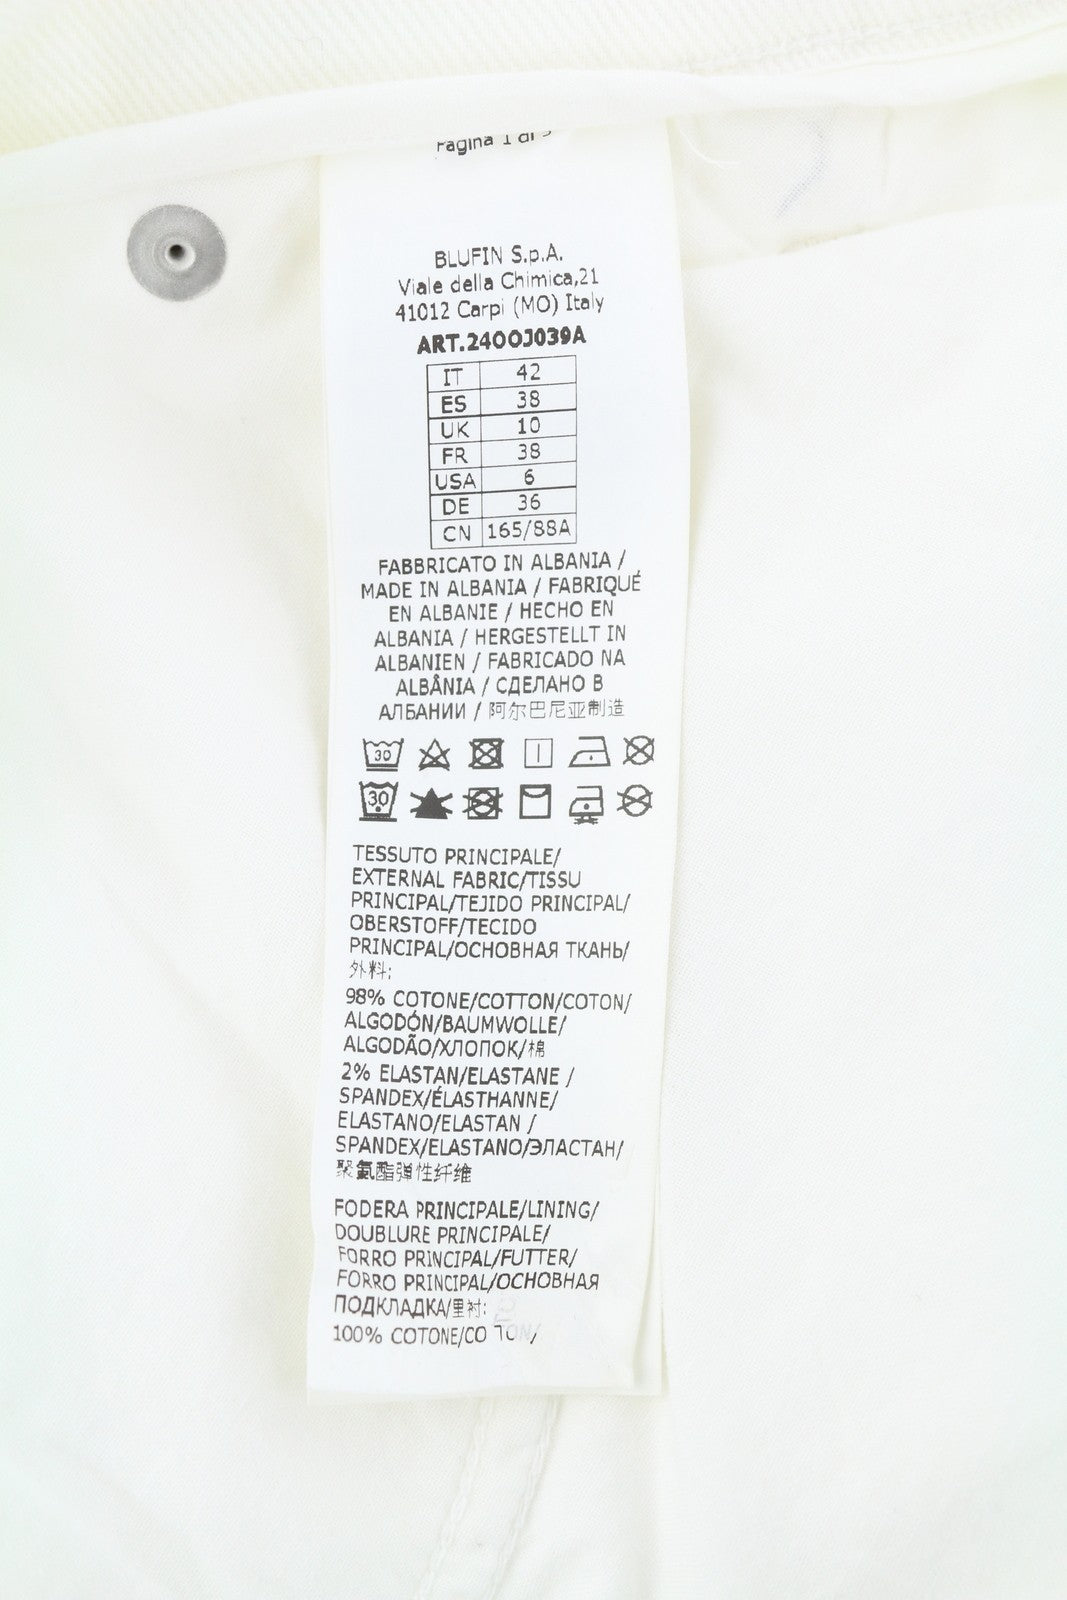 Pagina 1 di
BLUFIN S.p.A.
Viale della Chimica,21
41012 Carpi (MO) Italy
ART.24OOJ039A
IT 42
ES 38
UK 10
FR 38
USA 6
DE 36
CN 165/88A
FABBRICATO IN ALBANIA /
MADE IN ALBANIA / FABRIQUÉ
EN ALBANIE / HECHO EN
ALBANIA / HERGESTELLT IN
ALBANIEN / FABRICADO NA
ALBÂNIA / СДЕЛАНО В
АЛБАНИИ / 阿尔巴尼亚制造
30
30
TESSUTO PRINCIPALE/
EXTERNAL FABRIC/TISSU
PRINCIPAL/TEJIDO PRINCIPAL/
OBERSTOFF/TECIDO
PRINCIPAL/ОСНОВНАЯ ТКАНЬ/
外料:
98% COTONE/COTTON/COTON/
ALGODÓN/BAUMWOLLE/
ALGODÃO/ХЛОПОК/棉
2% ELASTAN/ELASTANE /
SPANDEX/ÉLASTHANNE/
ELASTANO/ELASTAN /
SPANDEX/ELASTANO/ЭЛАСТАН/
聚氨酯弹性纤维
FODERA PRINCIPALE/LINING/
DOUBLURE PRINCIPALE/
FORRO PRINCIPAL/FUTTER/
FORRO PRINCIPAL/ОСНОВНАЯ
ПОДКЛАДКА/里衬:
100% COTONE/COTTON/